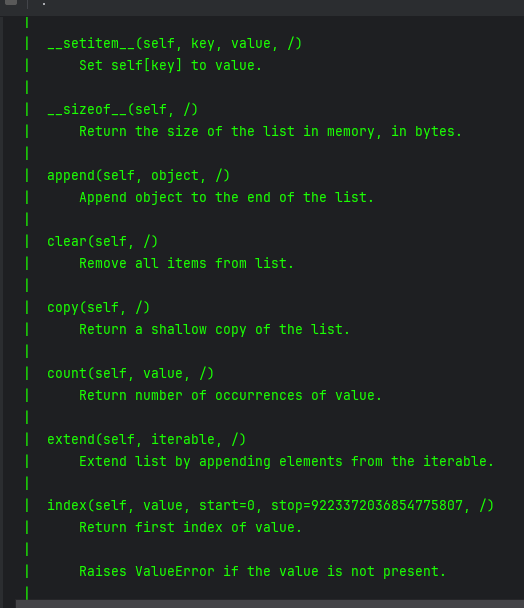 |
|  __setitem__(self, key, value, /)
|      Set self[key] to value.
|
|  __sizeof__(self, /)
|      Return the size of the list in memory, in bytes.
|
|  append(self, object, /)
|      Append object to the end of the list.
|
|  clear(self, /)
|      Remove all items from list.
|
|  copy(self, /)
|      Return a shallow copy of the list.
|
|  count(self, value, /)
|      Return number of occurrences of value.
|
|  extend(self, iterable, /)
|      Extend list by appending elements from the iterable.
|
|  index(self, value, start=0, stop=9223372036854775807, /)
|      Return first index of value.
|
|      Raises ValueError if the value is not present.
|